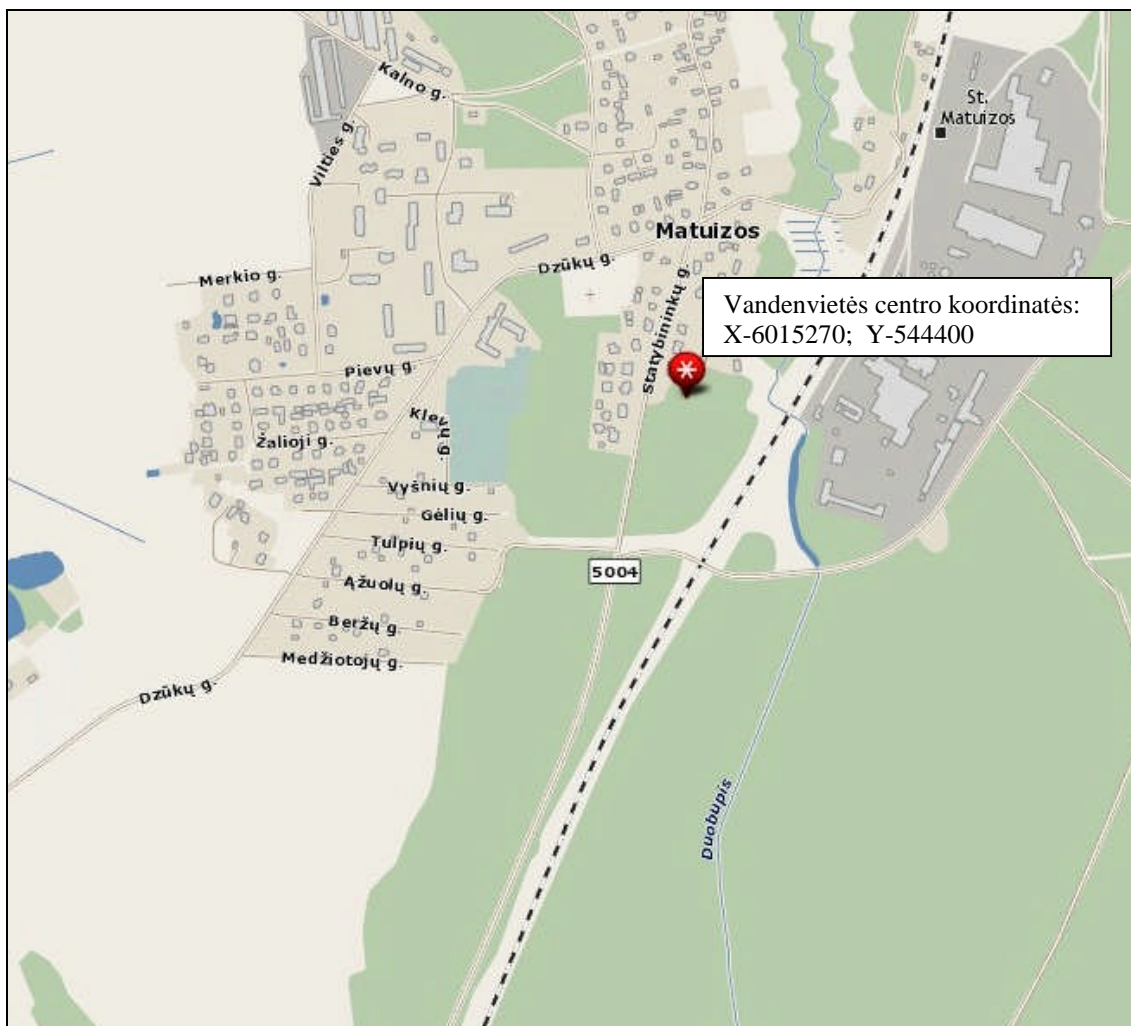 Kalno g.
St.
Matuizos
Vilties g.
Matuizos
Dzūkų g.
Merkio g.
Statybininkų g.
Vandenvietės centro koordinatės:
X-6015270; Y-544400
Pievų g.
Žalioji g.
Vyšnių g.
Gėlių g.
Tulpių g.
5004
Ąžuolų g.
Beržų g.
Medžiotojų g.
Dzūkų g.
Duobupis